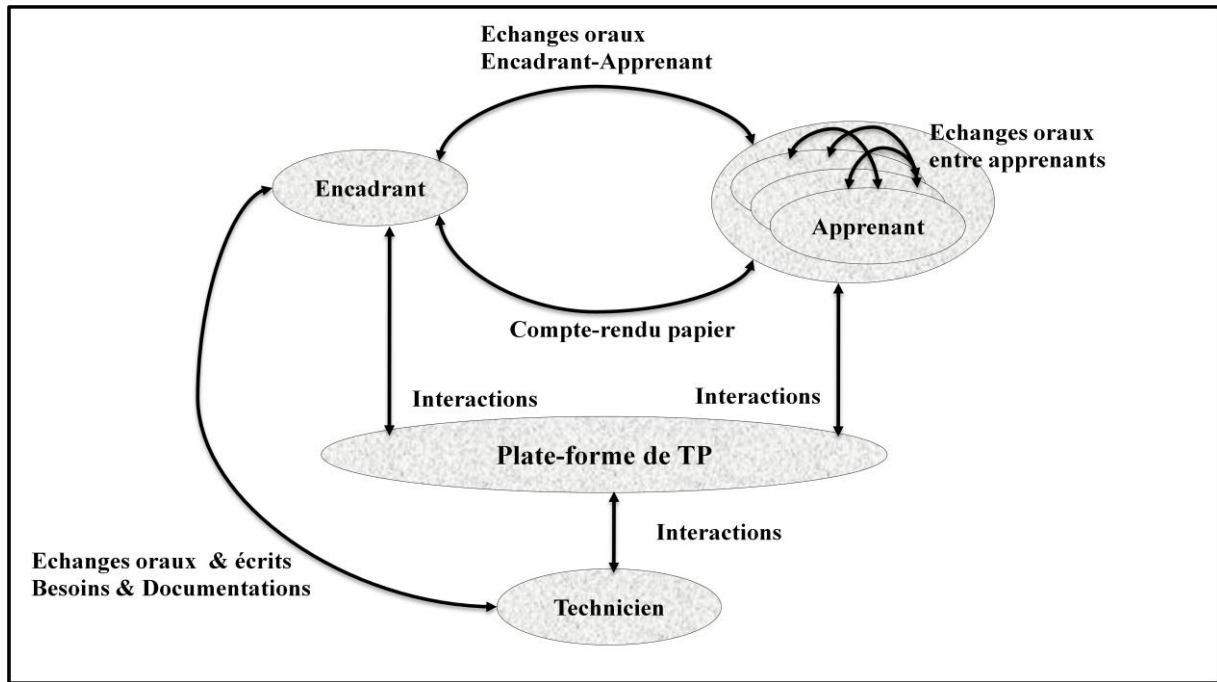 Echanges oraux
Encadrant-Apprenant
Echanges oraux
entre apprenants
Encadrant
Apprenant
Compte-rendu papier
Interactions
Interactions
Plate-forme de TP
Interactions
Echanges oraux & écrits
Besoins & Documentations
Technicien